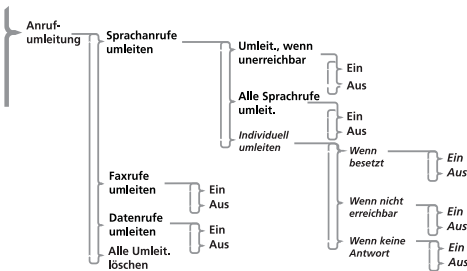 Anruf-
umleitung
Sprachanrufe
umleiten
Umleit., wenn
unerreichbar
Ein
Aus
Alle Sprachrufe
umleit.
Ein
Aus
Individuell
umleiten
Wenn
besetzt
Ein
Aus
Wenn nicht
erreichbar
Ein
Aus
Wenn keine
Antwort
Ein
Aus
Faxrufe
umleiten
Ein
Aus
Datenrufe
umleiten
Ein
Aus
Alle Umleit.
löschen